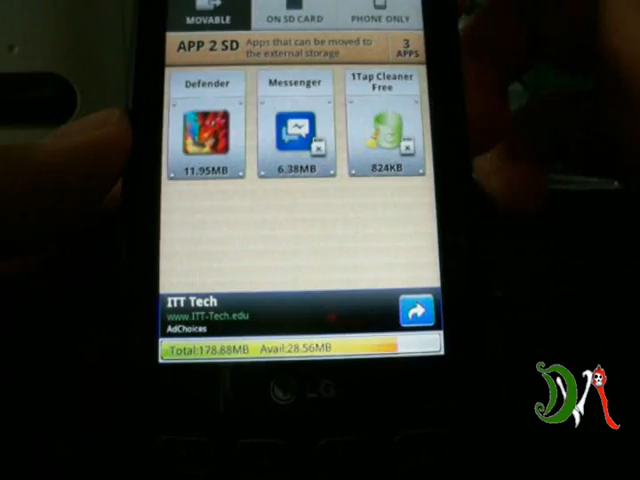 MOVABLE
ON SD CARD
PHONE ONLY
APP 2 SD
Apps that can be moved to
the external storage
3
APPS
Defender
Messenger
1Tap Cleaner
Free
11.95MB
6.38MB
824KB
ITT Tech
www.ITT-Tech.edu
AdChoices
Total:178.88MB Avail:28.56MB
LG